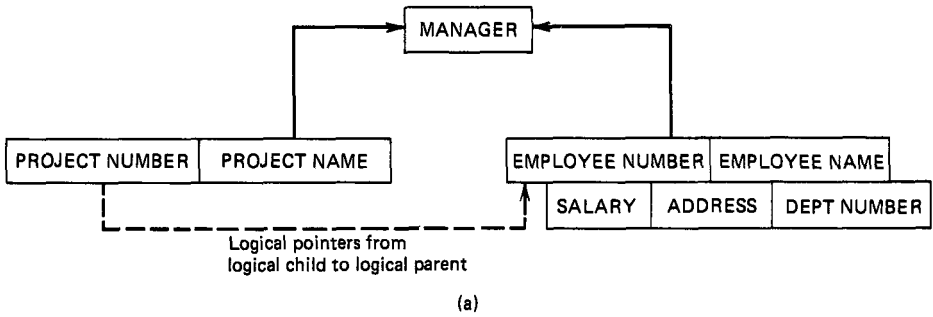 MANAGER
PROJECT NUMBER PROJECT NAME
EMPLOYEE NUMBER EMPLOYEE NAME
SALARY ADDRESS DEPT NUMBER
Logical pointers from
logical child to logical parent
(a)